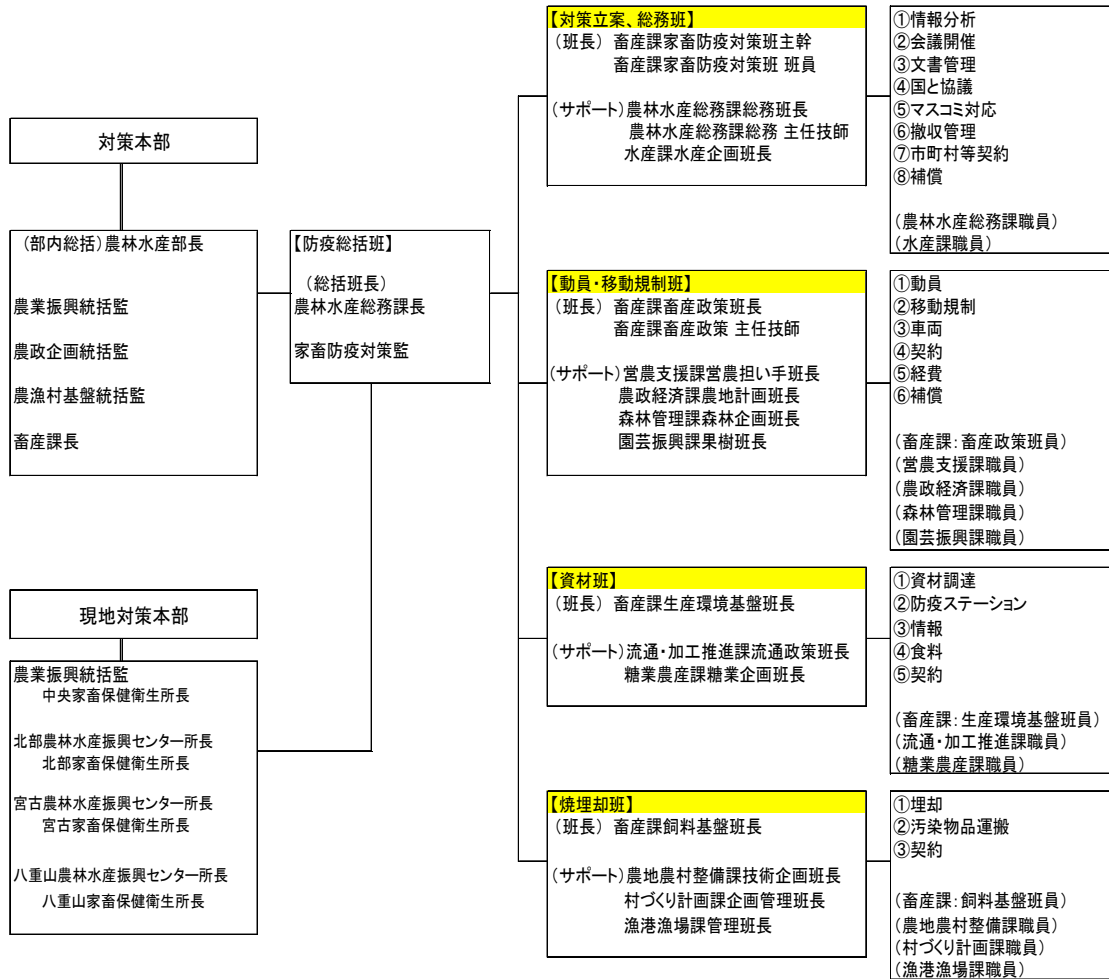 対策本部
（部内総括）農林水産部長
農業振興統括監
農政企画統括監
農漁村基盤統括監
畜産課長
現地対策本部
農業振興統括監
中央家畜保健衛生所長
北部農林水産振興センター所長
北部家畜保健衛生所長
宮古農林水産振興センター所長
宮古家畜保健衛生所長
八重山農林水産振興センター所長
八重山家畜保健衛生所長
【防疫総括班】
（総括班長）
農林水産総務課長
家畜防疫対策監
【対策立案、総務班】
（班長）畜産課家畜防疫対策班主幹
畜産課家畜防疫対策班 班員
（サポート）農林水産総務課総務班長
農林水産総務課総務 主任技師
水産課水産企画班長
①情報分析
②会議開催
③文書管理
④国と協議
⑤マスコミ対応
⑥撤収管理
⑦市町村等契約
⑧補償
（農林水産総務課職員）
（水産課職員）
【動員・移動規制班】
（班長）畜産課畜産政策班長
畜産課畜産政策 主任技師
（サポート）営農支援課営農担い手班長
農政経済課農地計画班長
森林管理課森林企画班長
園芸振興課果樹班長
①動員
②移動規制
③車両
④契約
⑤経費
⑥補償
（畜産課：畜産政策班員）
（営農支援課職員）
（農政経済課職員）
（森林管理課職員）
（園芸振興課職員）
【資材班】
（班長）畜産課生産環境基盤班長
（サポート）流通・加工推進課流通政策班長
糖業農産課糖業企画班長
①資材調達
②防疫ステーション
③情報
④食料
⑤契約
（畜産課：生産環境基盤班員）
（流通・加工推進課職員）
（糖業農産課職員）
【焼埋却班】
（班長）畜産課飼料基盤班長
（サポート）農地農村整備課技術企画班長
村づくり計画課企画管理班長
漁港漁場課管理班長
①埋却
②汚染物品運搬
③契約
（畜産課：飼料基盤班員）
（農地農村整備課職員）
（村づくり計画課職員）
（漁港漁場課職員）